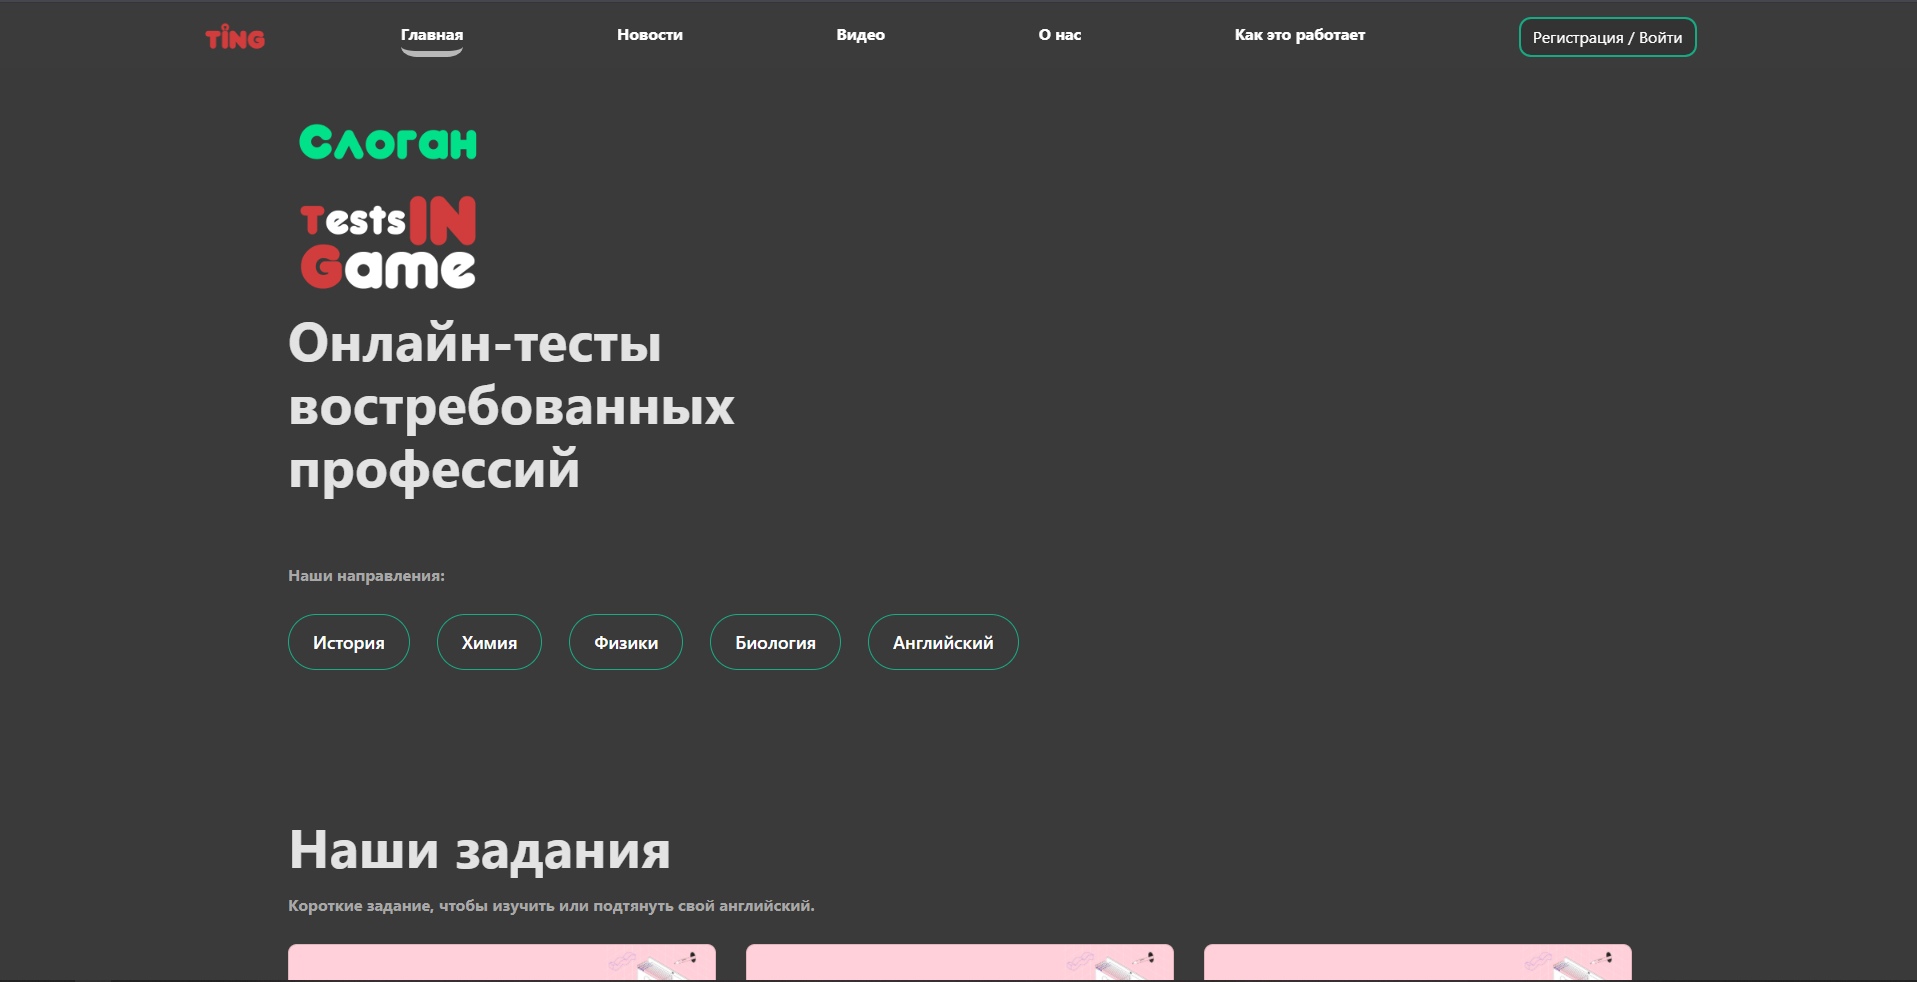 TING
Главная
Новости
Видео
О нас
Как это работает
Регистрация / Войти
Слоган
Tests IN
Game
Онлайн-тесты
востребованных
профессий
Наши направления:
История
Химия
Физики
Биология
Английский
Наши задания
Короткие задание, чтобы изучить или подтянуть свой английский.